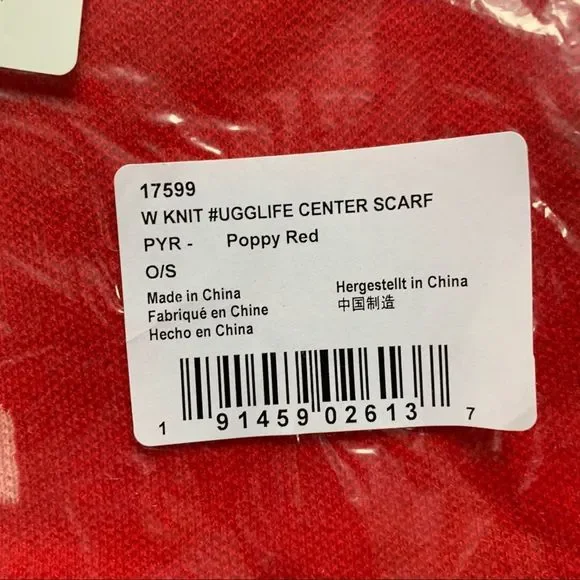 17599
W KNIT #UGGLIFE CENTER SCARF
PYR - Poppy Red
O/S
Made in China
Fabriqué en Chine
Hecho en China
Hergestellt in China
中国制造
1 91459 02613 7